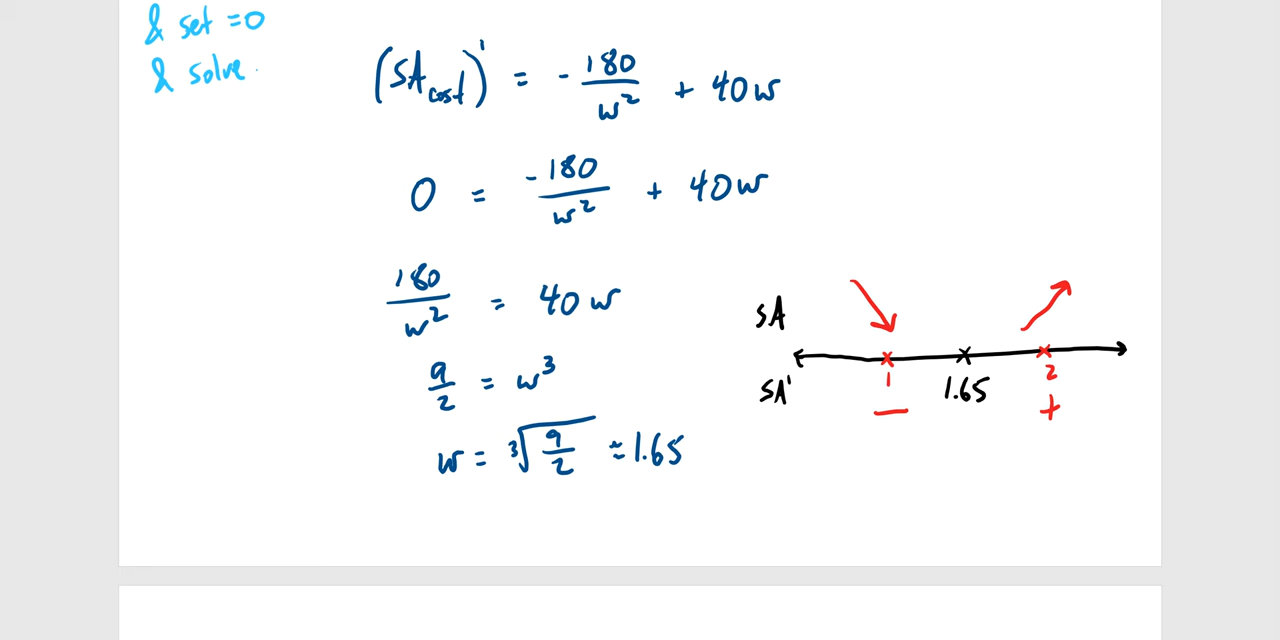 & set = 0
& solve.
(SA_cost)' = - 180/w² + 40w
0 = -180/w² + 40w
180/w² = 40w
9/2 = w³
w = ∛(9/2) ≈ 1.65
SA
SA'
1 1.65 2
— +